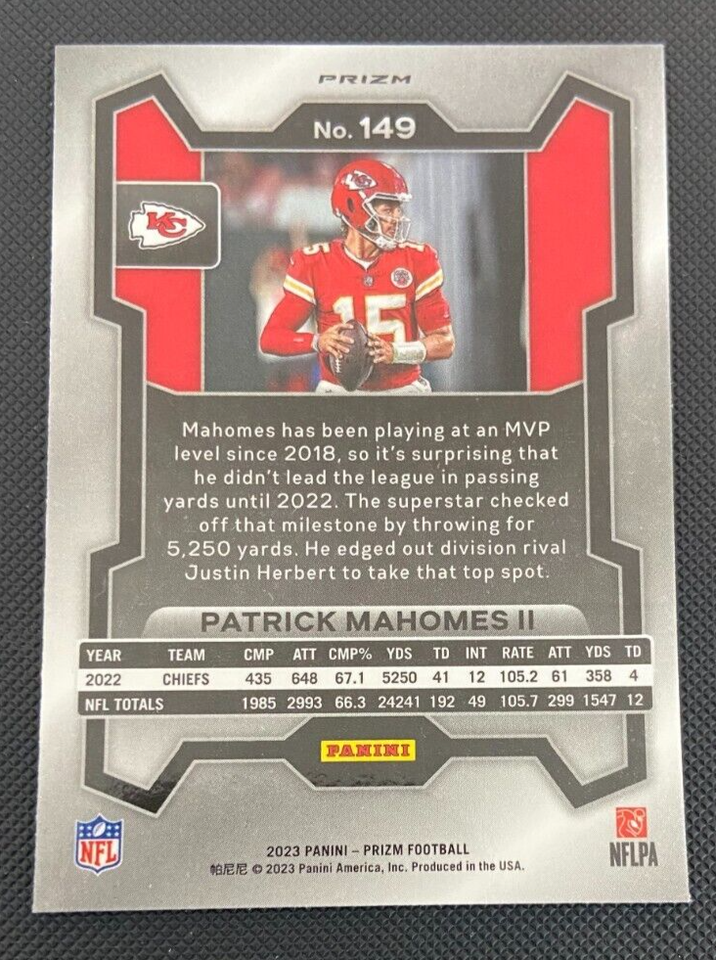 PRIZM
No. 149
KC
15
15
Mahomes has been playing at an MVP
level since 2018, so it's surprising that
he didn't lead the league in passing
yards until 2022. The superstar checked
off that milestone by throwing for
5,250 yards. He edged out division rival
Justin Herbert to take that top spot.
PATRICK MAHOMES II
YEAR TEAM CMP ATT CMP% YDS TD INT RATE ATT YDS TD
2022 CHIEFS 435 648 67.1 5250 41 12 105.2 61 358 4
NFL TOTALS 1985 2993 66.3 24241 192 49 105.7 299 1547 12
PANINI
NFL
NFLPA
2023 PANINI – PRIZM FOOTBALL
帕尼尼 © 2023 Panini America, Inc. Produced in the USA.